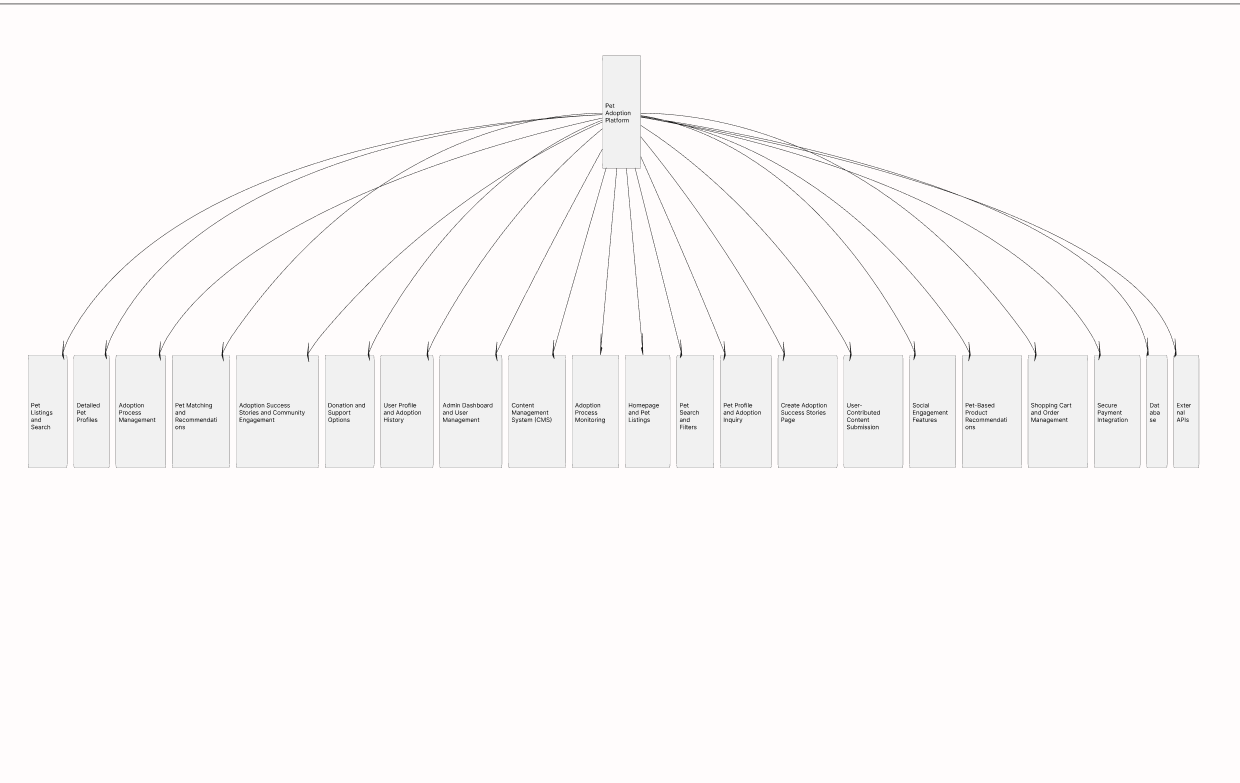 Pet
Adoption
Platform
Pet
Listings
and
Search
Detailed
Pet
Profiles
Adoption
Process
Management
Pet Matching
and
Recommendati
ons
Adoption Success
Stories and Community
Engagement
Donation and
Support
Options
User Profile
and Adoption
History
Admin Dashboard
and User
Management
Content
Management
System (CMS)
Adoption
Process
Monitoring
Homepage
and Pet
Listings
Pet
Search
and
Filters
Pet Profile
and Adoption
Inquiry
Create Adoption
Success Stories
Page
User-
Contributed
Content
Submission
Social
Engagement
Features
Pet-Based
Product
Recommendati
ons
Shopping Cart
and Order
Management
Secure
Payment
Integration
Dat
aba
se
Exter
nal
APIs